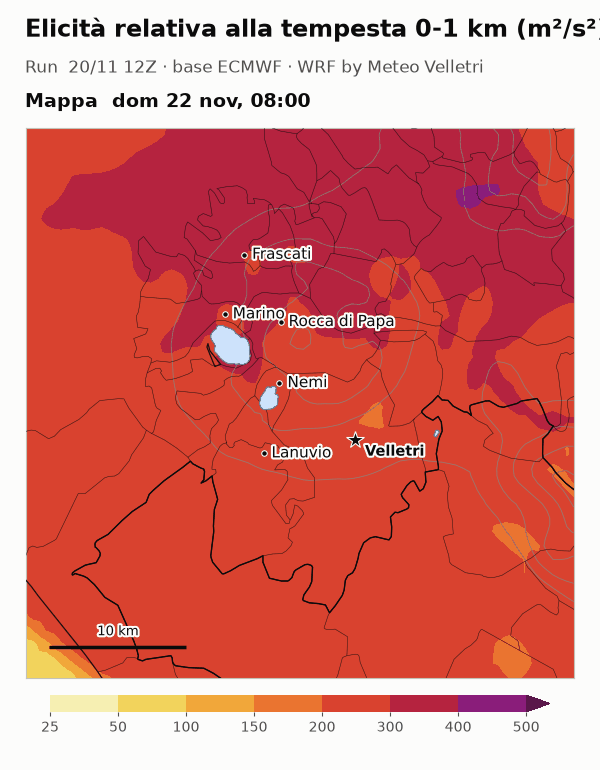 Elicità relativa alla tempesta 0-1 km (m²/s²)
Run  20/11 12Z · base ECMWF · WRF by Meteo Velletri
Mappa  dom 22 nov, 08:00
Frascati
Marino
Rocca di Papa
Nemi
Lanuvio
Velletri
10 km
25 50 100 150 200 300 400 500